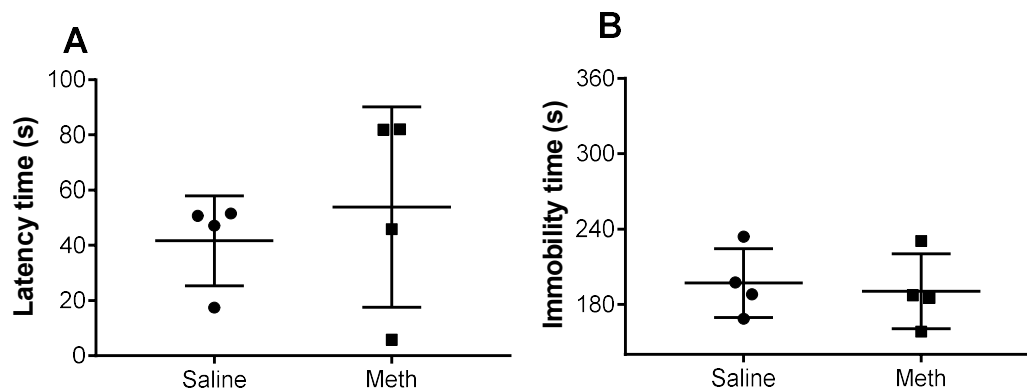 A
Latency time (s)
100
80
60
40
20
0
Saline Meth
B
Immobility time (s)
360
300
240
180
Saline Meth